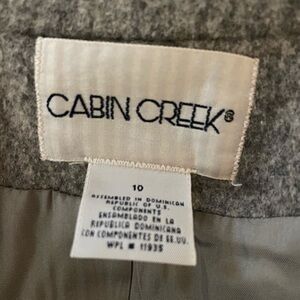 CABIN CREEK®
10
ASSEMBLED IN DOMINICAN
REPUBLIC OF U.S.
COMPONENTS
ENSAMBLADO EN LA
REPUBLICA DOMINICANA
CON COMPONENTES DE EE.UU.
WPL # 11935